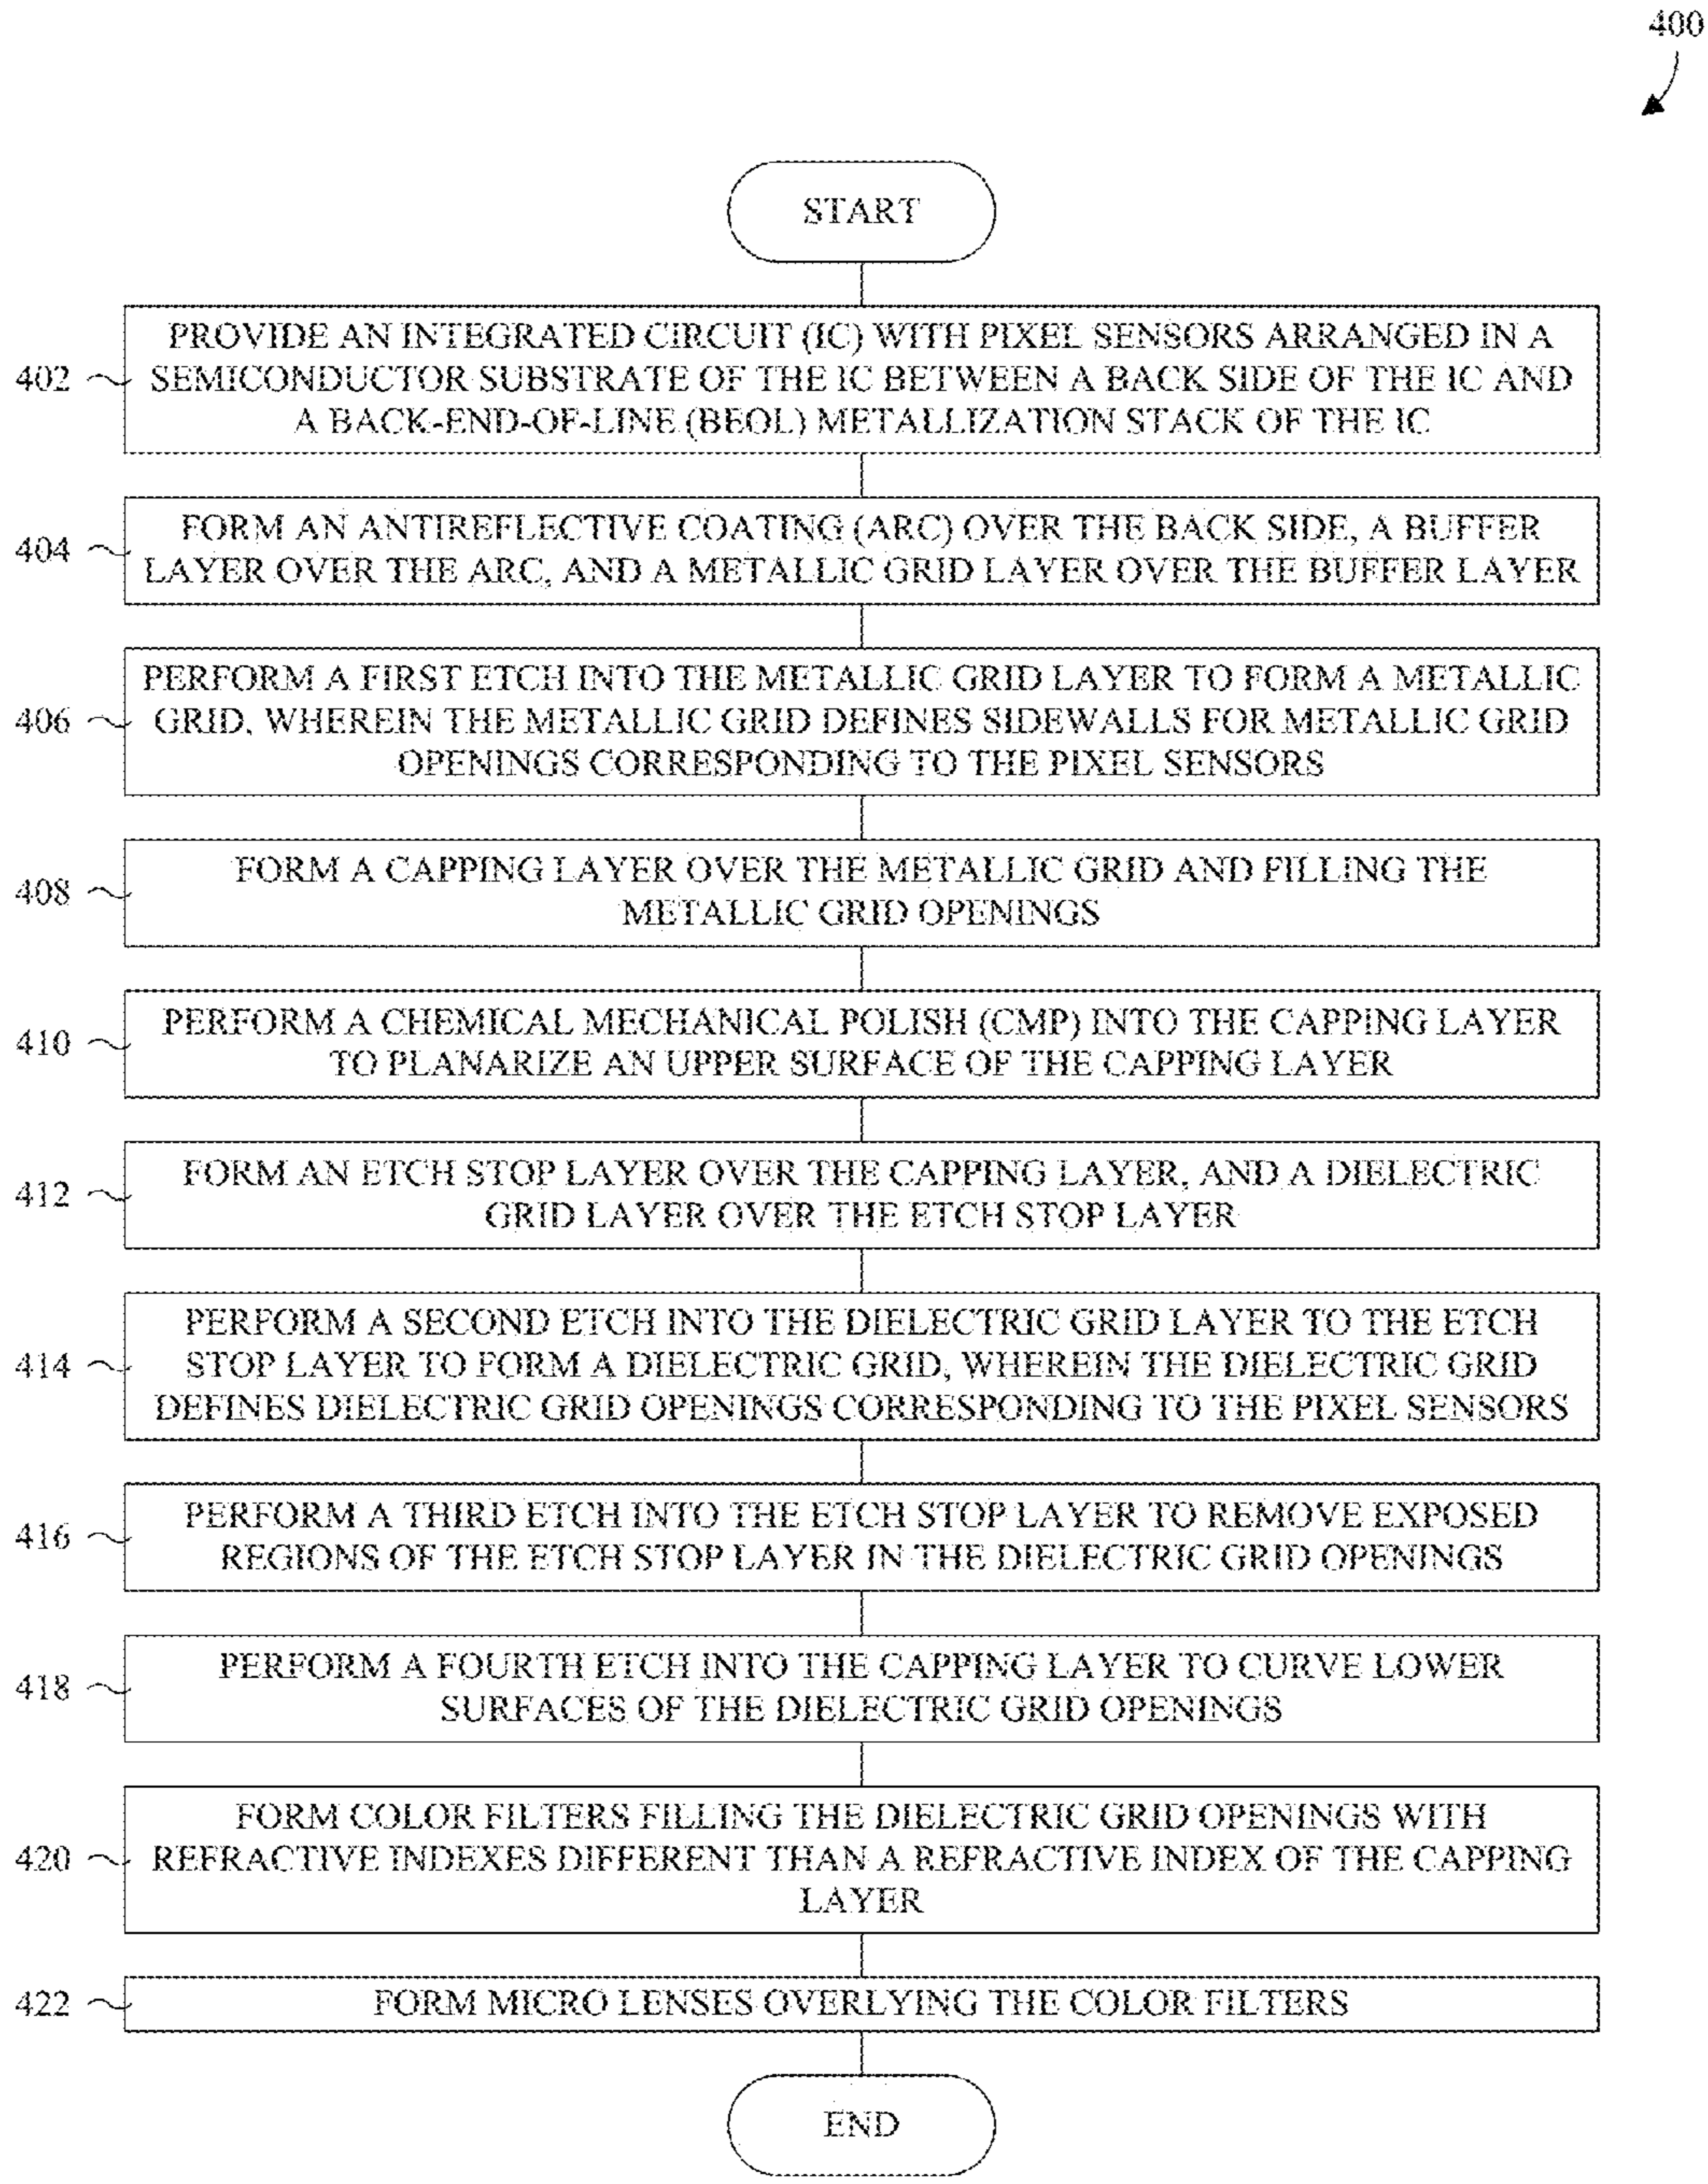 400
START
402
PROVIDE AN INTEGRATED CIRCUIT (IC) WITH PIXEL SENSORS ARRANGED IN A
SEMICONDUCTOR SUBSTRATE OF THE IC BETWEEN A BACK SIDE OF THE IC AND
A BACK-END-OF-LINE (BEOL) METALLIZATION STACK OF THE IC
404
FORM AN ANTIREFLECTIVE COATING (ARC) OVER THE BACK SIDE, A BUFFER
LAYER OVER THE ARC, AND A METALLIC GRID LAYER OVER THE BUFFER LAYER
406
PERFORM A FIRST ETCH INTO THE METALLIC GRID LAYER TO FORM A METALLIC
GRID, WHEREIN THE METALLIC GRID DEFINES SIDEWALLS FOR METALLIC GRID
OPENINGS CORRESPONDING TO THE PIXEL SENSORS
408
FORM A CAPPING LAYER OVER THE METALLIC GRID AND FILLING THE
METALLIC GRID OPENINGS
410
PERFORM A CHEMICAL MECHANICAL POLISH (CMP) INTO THE CAPPING LAYER
TO PLANARIZE AN UPPER SURFACE OF THE CAPPING LAYER
412
FORM AN ETCH STOP LAYER OVER THE CAPPING LAYER, AND A DIELECTRIC
GRID LAYER OVER THE ETCH STOP LAYER
414
PERFORM A SECOND ETCH INTO THE DIELECTRIC GRID LAYER TO THE ETCH
STOP LAYER TO FORM A DIELECTRIC GRID, WHEREIN THE DIELECTRIC GRID
DEFINES DIELECTRIC GRID OPENINGS CORRESPONDING TO THE PIXEL SENSORS
416
PERFORM A THIRD ETCH INTO THE ETCH STOP LAYER TO REMOVE EXPOSED
REGIONS OF THE ETCH STOP LAYER IN THE DIELECTRIC GRID OPENINGS
418
PERFORM A FOURTH ETCH INTO THE CAPPING LAYER TO CURVE LOWER
SURFACES OF THE DIELECTRIC GRID OPENINGS
420
FORM COLOR FILTERS FILLING THE DIELECTRIC GRID OPENINGS WITH
REFRACTIVE INDEXES DIFFERENT THAN A REFRACTIVE INDEX OF THE CAPPING
LAYER
422
FORM MICRO LENSES OVERLYING THE COLOR FILTERS
END